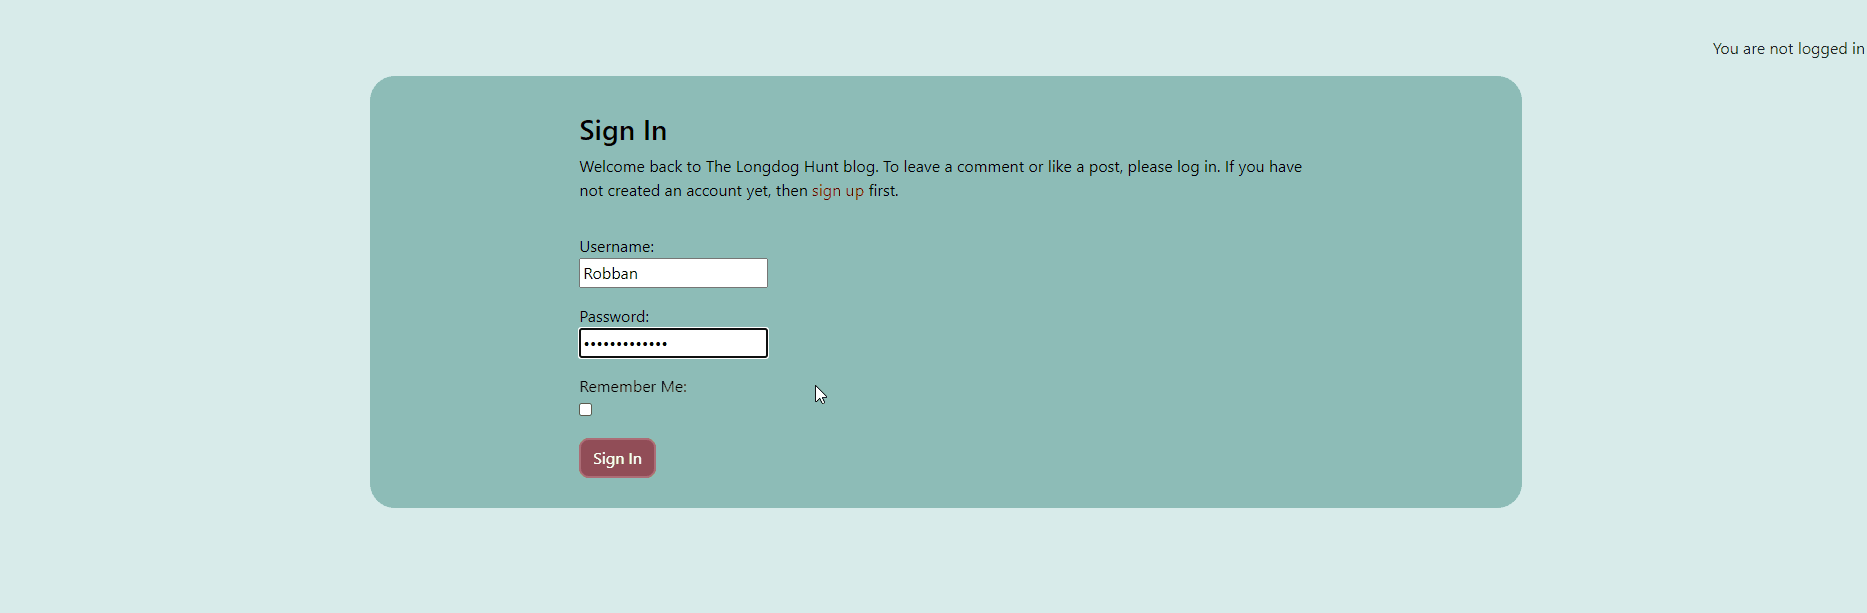 You are not logged in
Sign In
Welcome back to The Longdog Hunt blog. To leave a comment or like a post, please log in. If you have
not created an account yet, then sign up first.
Username:
Robban
Password:
•••••••••••••
Remember Me:
Sign In